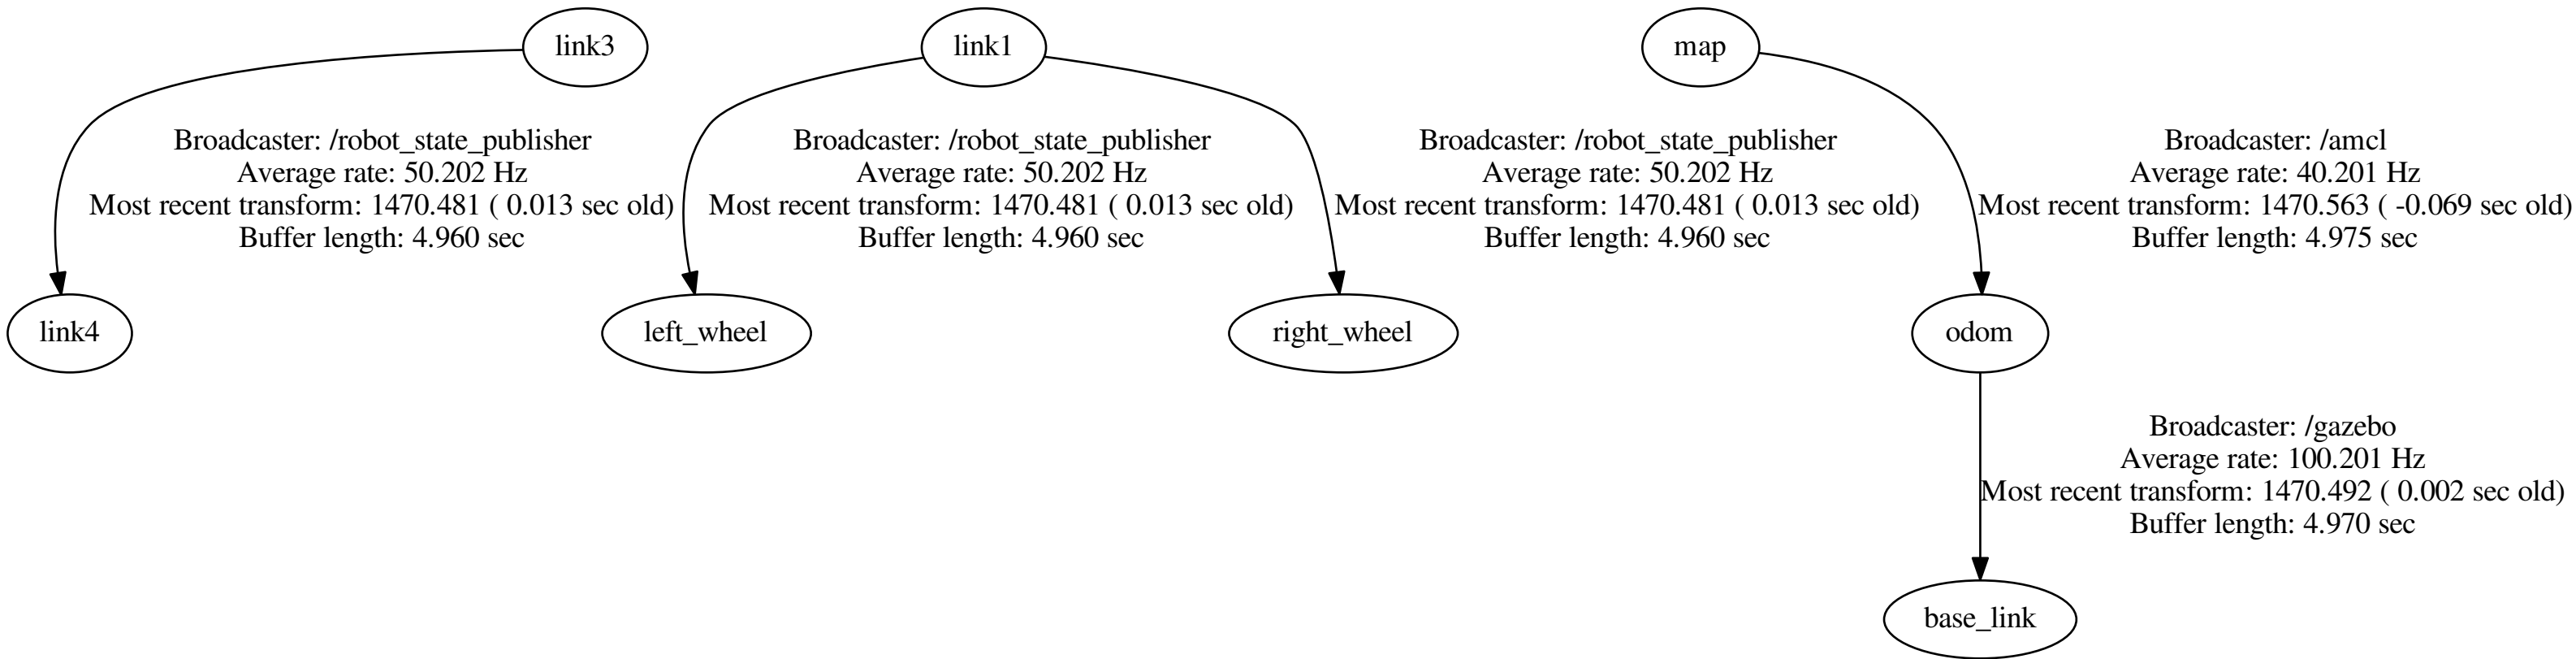 link3
link1
map
Broadcaster: /robot_state_publisher
Average rate: 50.202 Hz
Most recent transform: 1470.481 ( 0.013 sec old)
Buffer length: 4.960 sec
Broadcaster: /robot_state_publisher
Average rate: 50.202 Hz
Most recent transform: 1470.481 ( 0.013 sec old)
Buffer length: 4.960 sec
Broadcaster: /robot_state_publisher
Average rate: 50.202 Hz
Most recent transform: 1470.481 ( 0.013 sec old)
Buffer length: 4.960 sec
Broadcaster: /amcl
Average rate: 40.201 Hz
Most recent transform: 1470.563 ( -0.069 sec old)
Buffer length: 4.975 sec
link4
left_wheel
right_wheel
odom
Broadcaster: /gazebo
Average rate: 100.201 Hz
Most recent transform: 1470.492 ( 0.002 sec old)
Buffer length: 4.970 sec
base_link